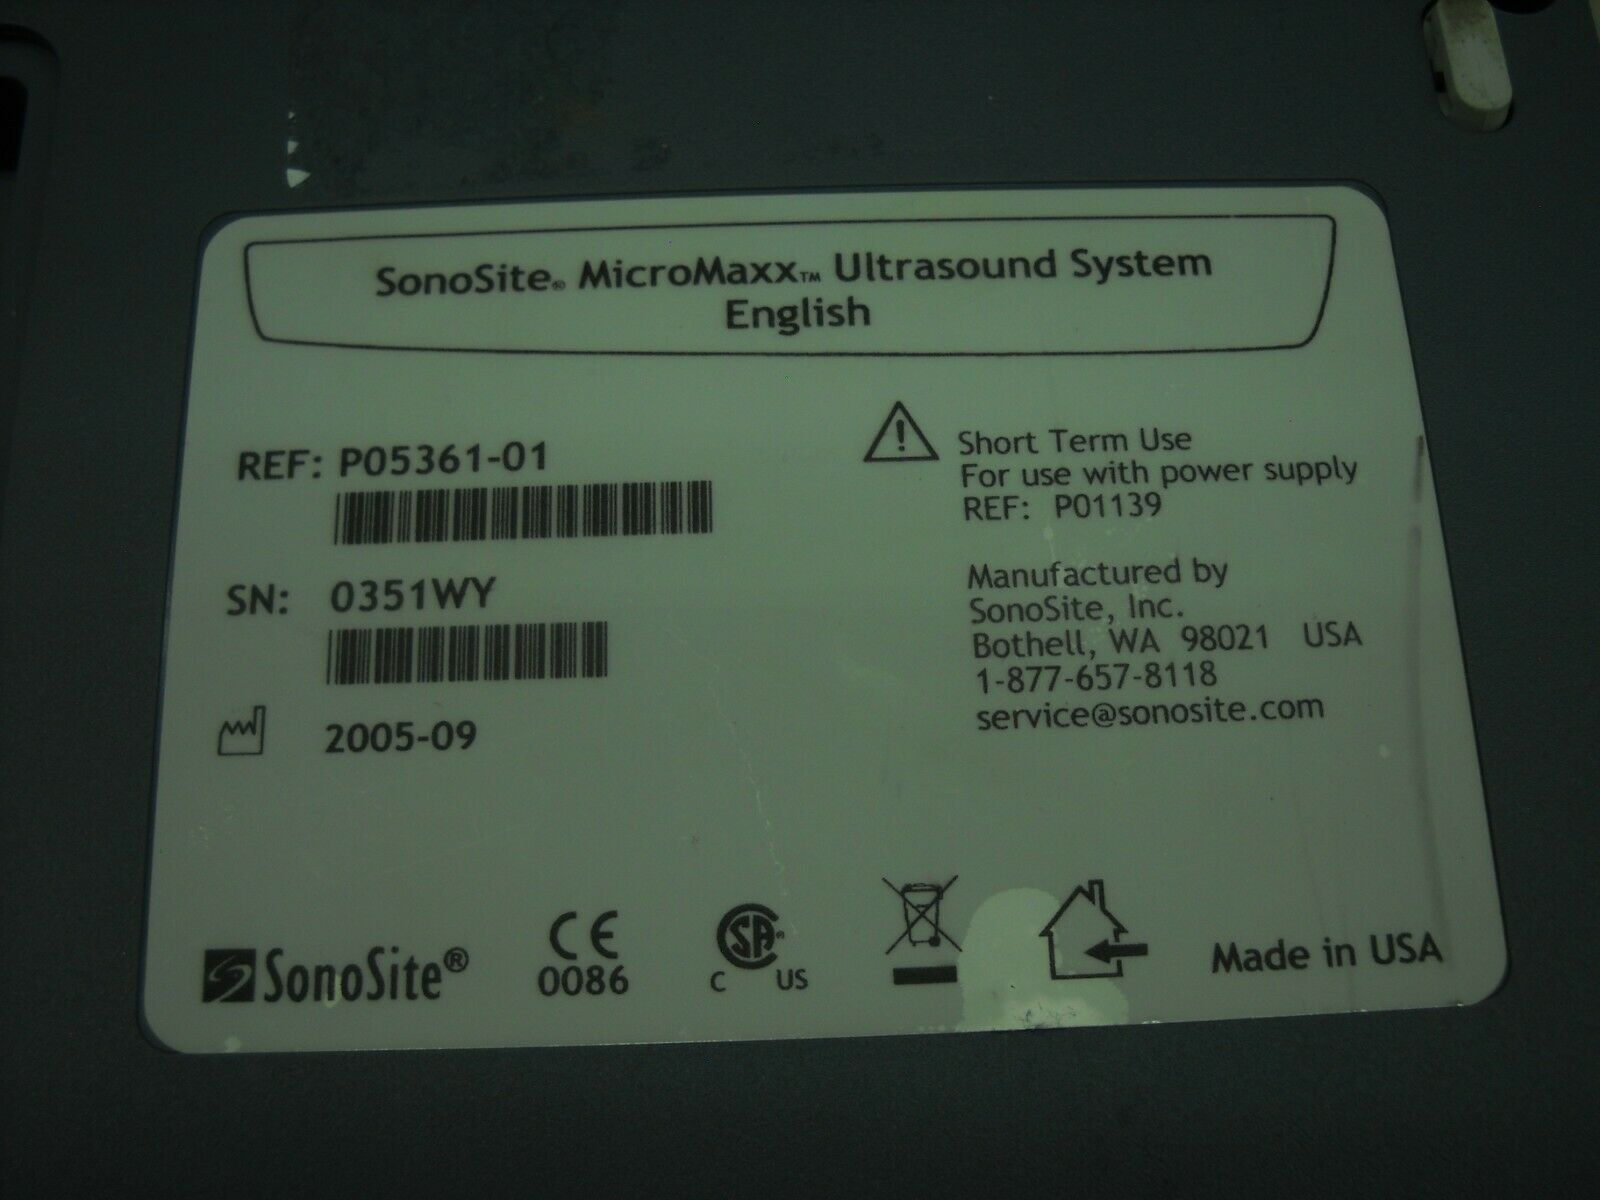 SonoSite® MicroMaxx™ Ultrasound System
English
REF: P05361-01
SN: 0351WY
2005-09
Short Term Use
For use with power supply
REF: P01139
Manufactured by
SonoSite, Inc.
Bothell, WA 98021 USA
1-877-657-8118
service@sonosite.com
SonoSite®
CE
0086
CSA®
C US
Made in USA